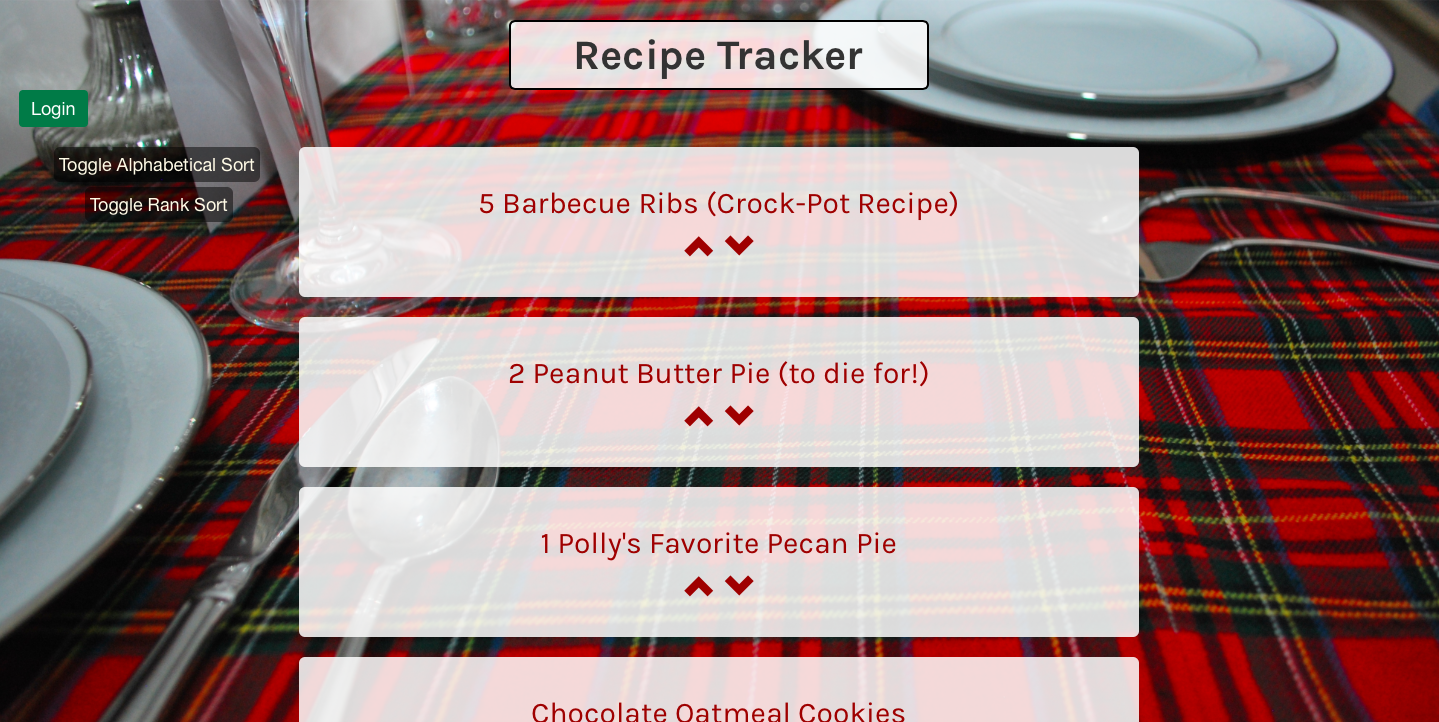 Recipe Tracker
Login
Toggle Alphabetical Sort
Toggle Rank Sort
5 Barbecue Ribs (Crock-Pot Recipe)
2 Peanut Butter Pie (to die for!)
1 Polly's Favorite Pecan Pie
Chocolate Oatmeal Cookies